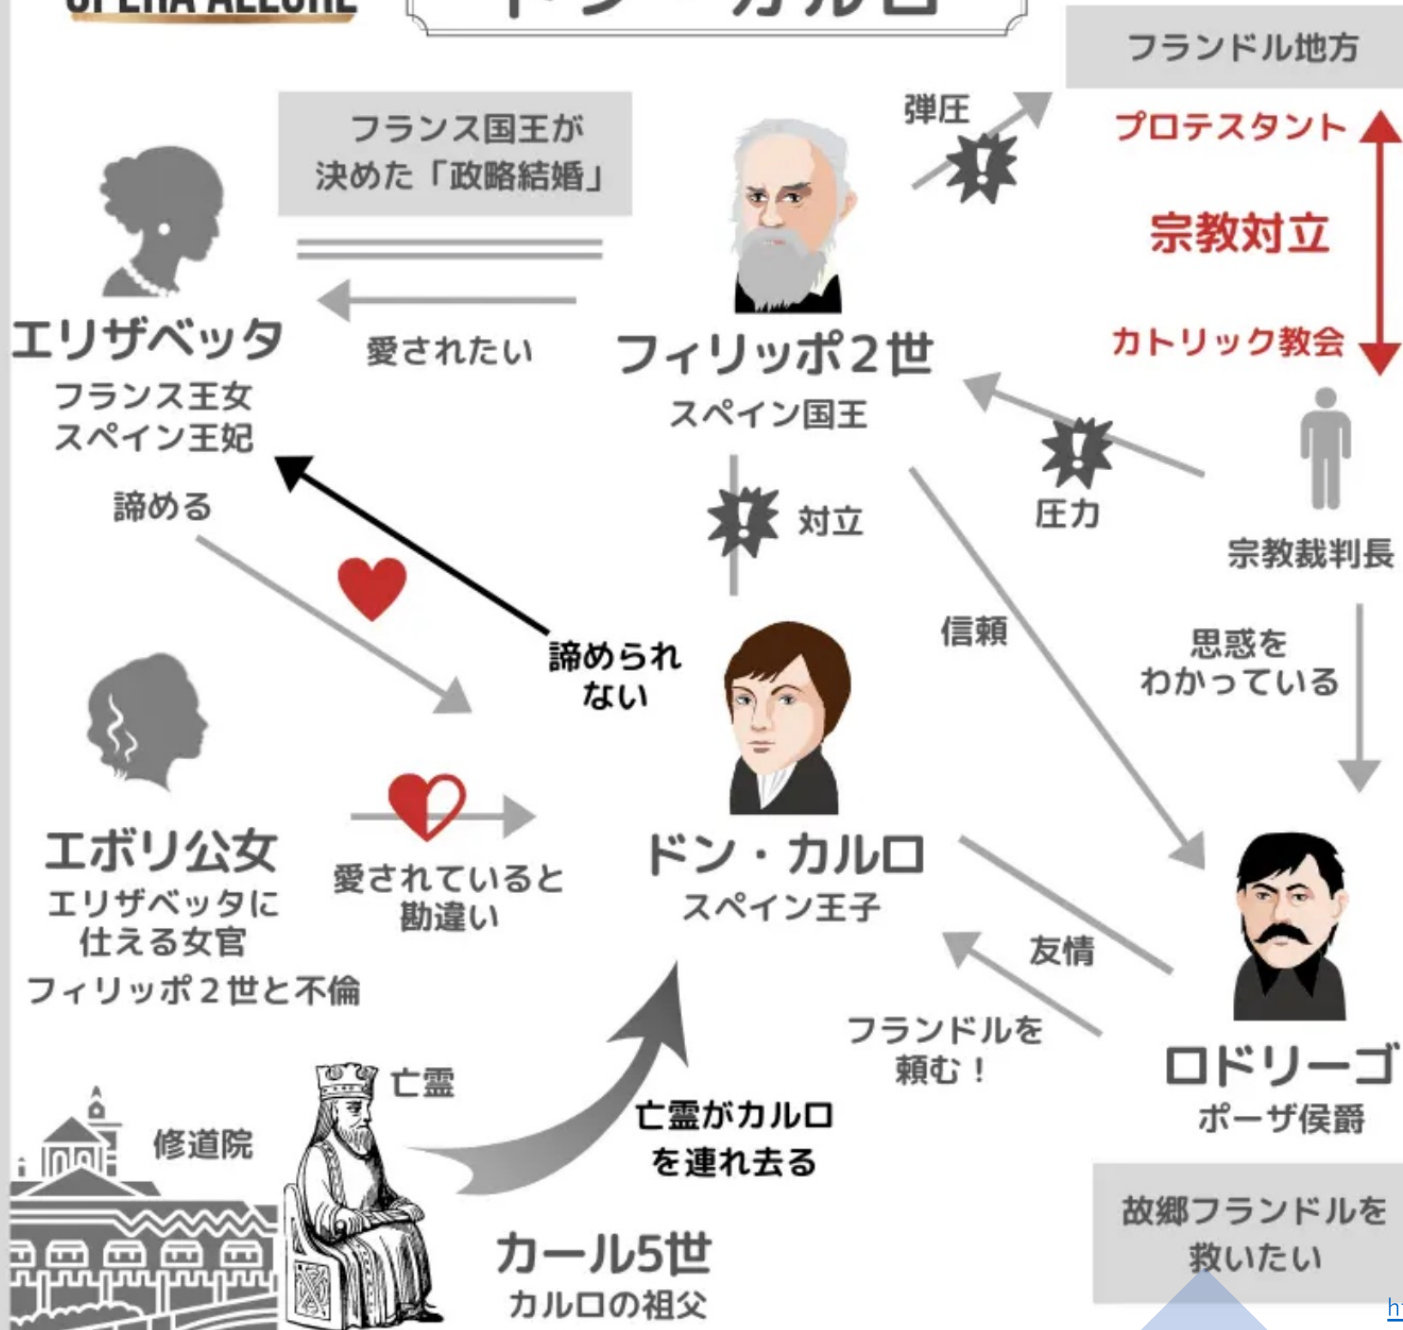 OPERA ALLURE
ドン・カルロ
フランドル地方
弾圧
プロテスタント
宗教対立
カトリック教会
フランス国王が
決めた「政略結婚」
エリザベッタ
フランス王女
スペイン王妃
愛されたい
フィリッポ2世
スペイン国王
圧力
宗教裁判長
諦める
対立
諦められ
ない
信頼
思惑を
わかっている
エボリ公女
エリザベッタに
仕える女官
フィリッポ2世と不倫
愛されていると
勘違い
ドン・カルロ
スペイン王子
友情
フランドルを
頼む!
ロドリーゴ
ポーザ侯爵
亡霊
修道院
亡霊がカルロ
を連れ去る
カール5世
カルロの祖父
故郷フランドルを
救いたい